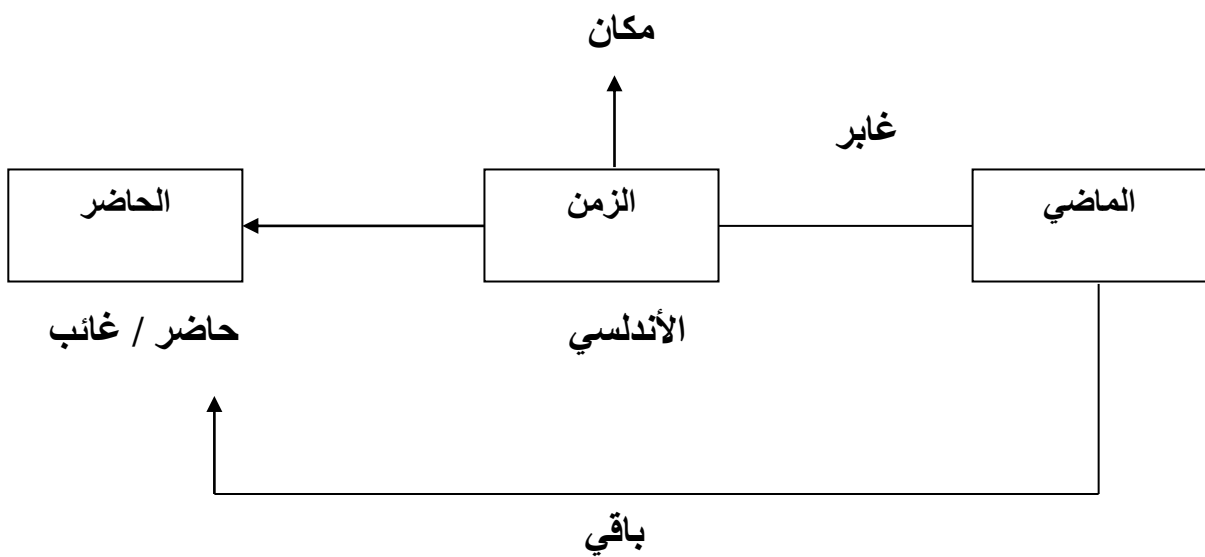 مكان
غابر
الماضي
الزمن
الحاضر
الأندلسي
حاضر / غائب
باقي